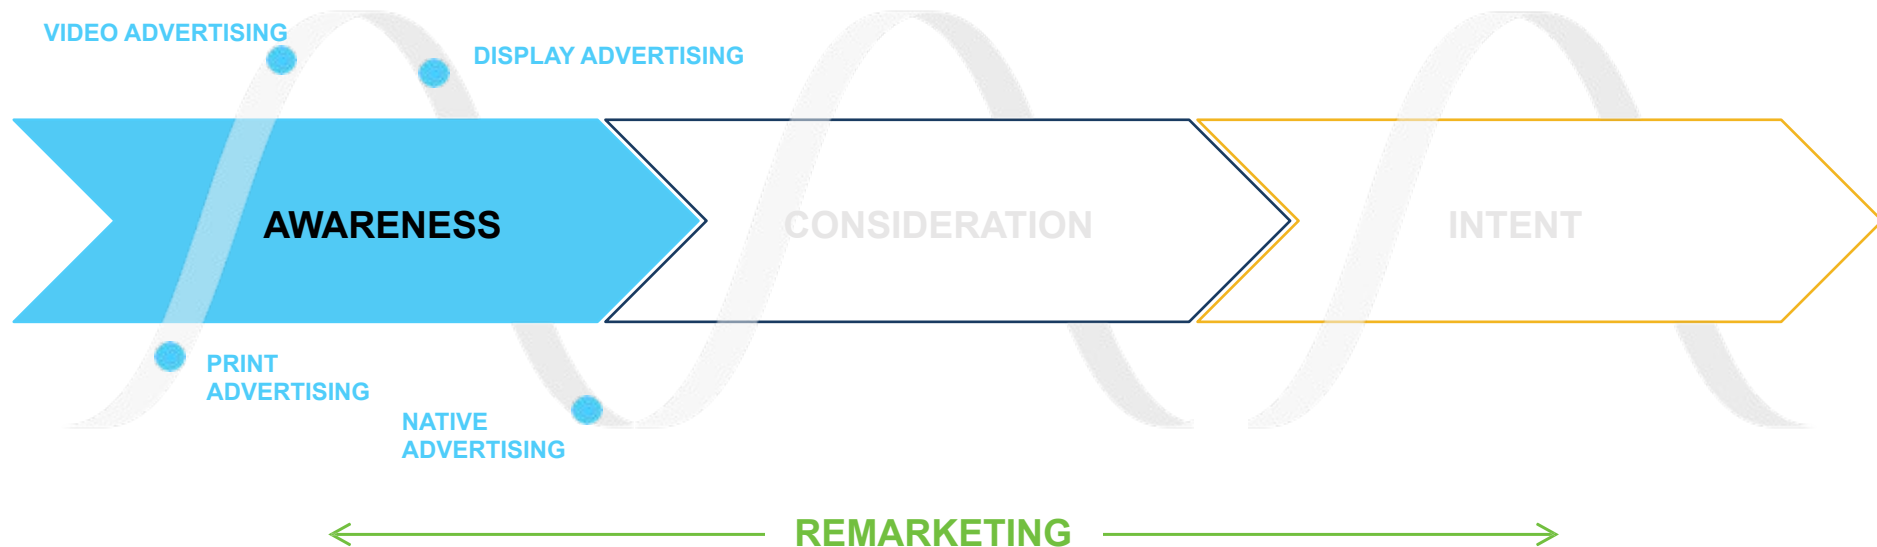 VIDEO ADVERTISING
DISPLAY ADVERTISING
AWARENESS
CONSIDERATION
INTENT
PRINT
ADVERTISING
NATIVE
ADVERTISING
REMARKETING